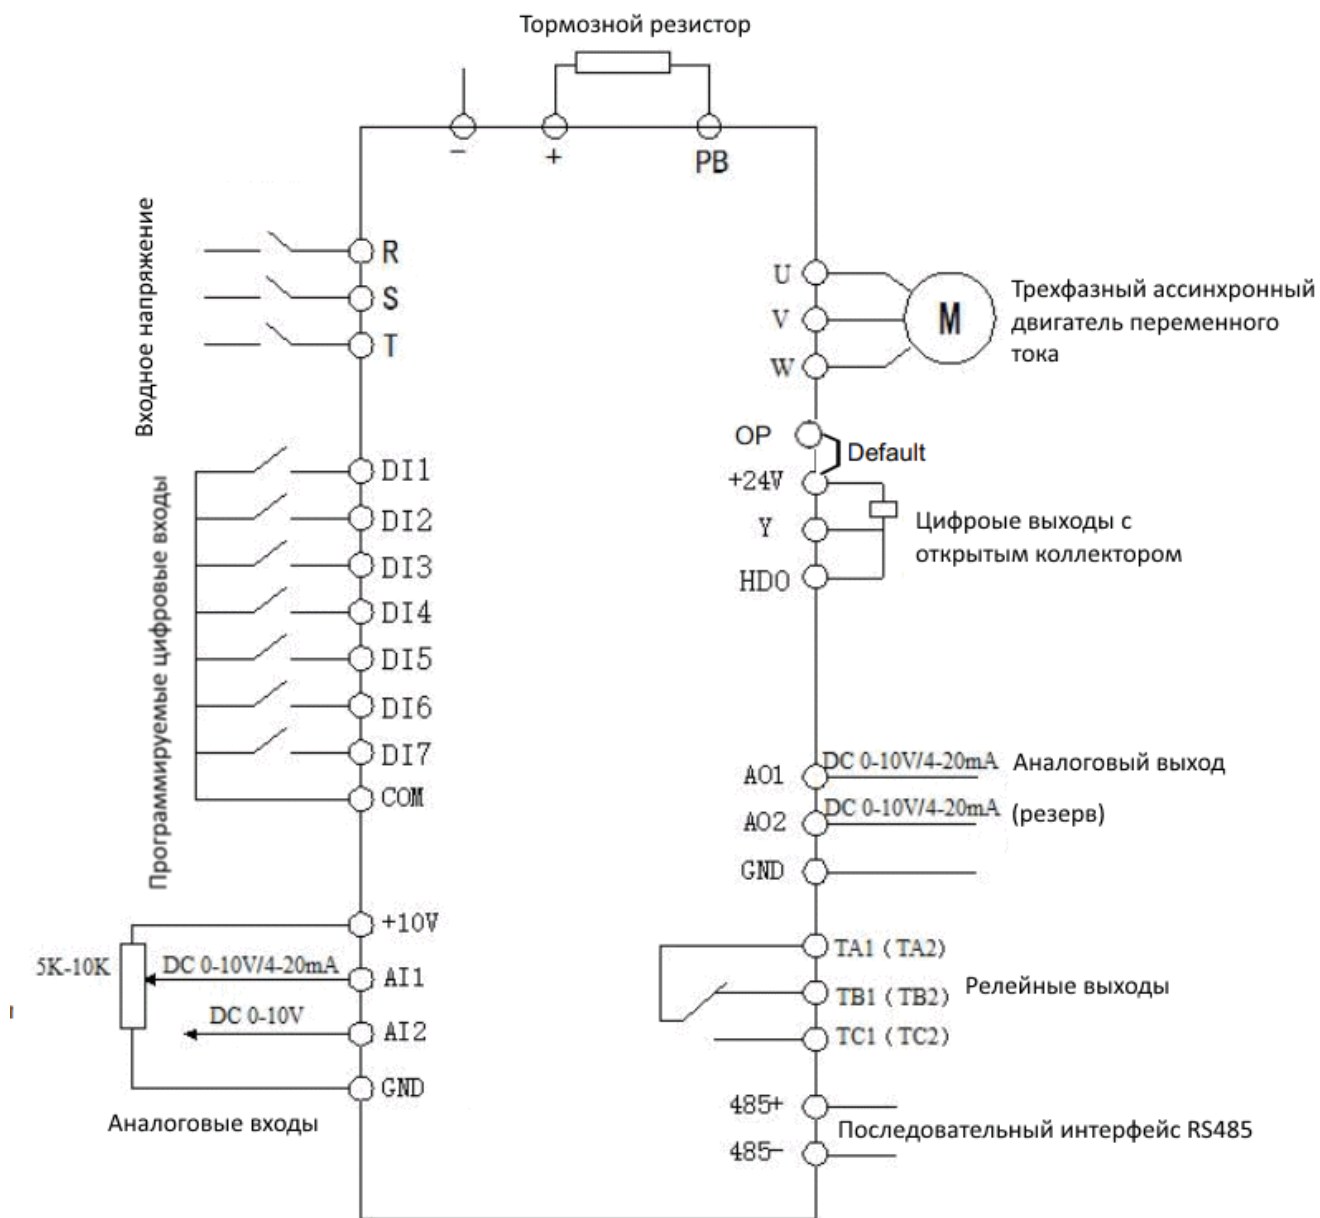 Тормозной резистор
-
+
PB
Входное напряжение
R
S
T
U
V
W
M
Трехфазный ассинхронный
двигатель переменного
тока
OP
Default
+24V
Y
HDO
Цифроые выходы с
открытым коллектором
Программируемые цифровые входы
DI1
DI2
DI3
DI4
DI5
DI6
DI7
COM
AO1
DC 0-10V/4-20mA
Аналоговый выход
AO2
DC 0-10V/4-20mA
(резерв)
GND
+10V
5K-10K
DC 0-10V/4-20mA
AI1
DC 0-10V
AI2
GND
Аналоговые входы
TA1 (TA2)
TB1 (TB2)
TC1 (TC2)
Релейные выходы
485+
485-
Последовательный интерфейс RS485